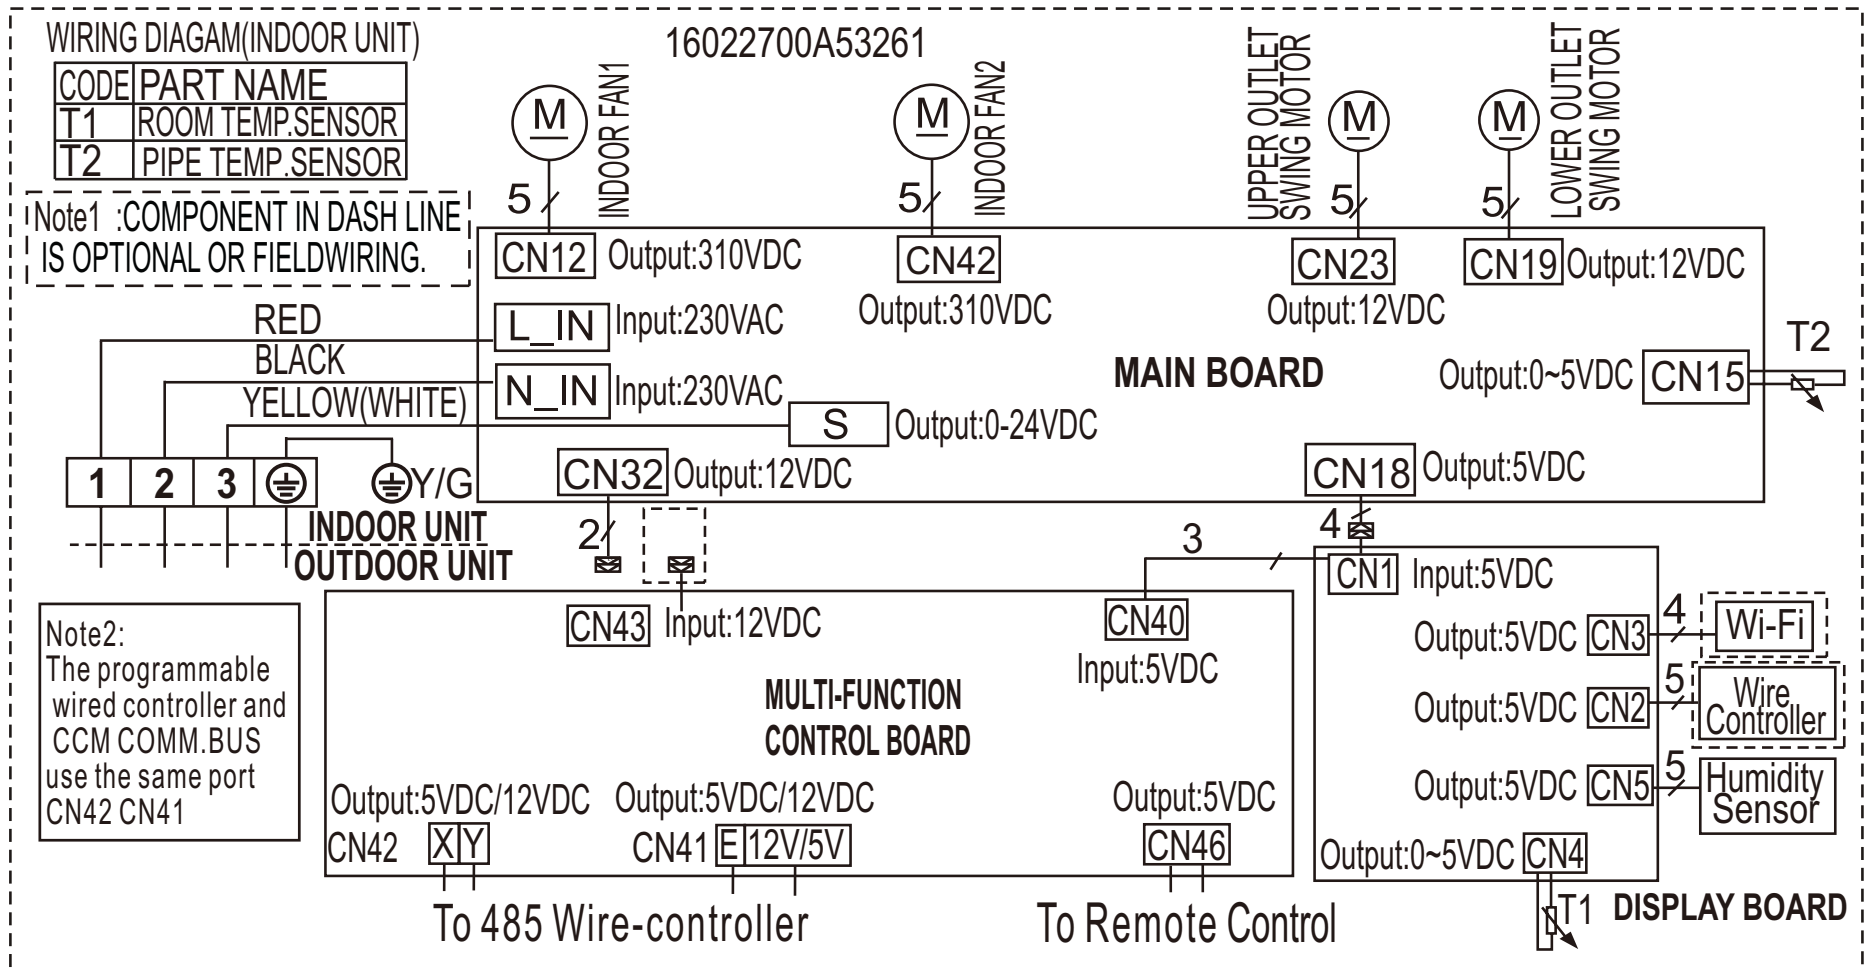 WIRING DIAGAM(INDOOR UNIT)
16022700A53261
CODE PART NAME
T1 ROOM TEMP.SENSOR
T2 PIPE TEMP.SENSOR
Note1 :COMPONENT IN DASH LINE
IS OPTIONAL OR FIELDWIRING.
M
INDOOR FAN1
5
M
INDOOR FAN2
5
UPPER OUTLET
SWING MOTOR
M
5
M
LOWER OUTLET
SWING MOTOR
5
CN12 Output:310VDC
CN42
Output:310VDC
CN23
Output:12VDC
CN19 Output:12VDC
RED
L_IN Input:230VAC
BLACK
N_IN Input:230VAC
YELLOW(WHITE)
S Output:0-24VDC
MAIN BOARD
Output:0~5VDC CN15
T2
CN32 Output:12VDC
CN18 Output:5VDC
1 2 3
Y/G
INDOOR UNIT
OUTDOOR UNIT
2
3
4
CN43 Input:12VDC
CN40
Input:5VDC
CN1 Input:5VDC
Output:5VDC CN3
4
Wi-Fi
Output:5VDC CN2
5
Wire
Controller
Output:5VDC CN5
5
Humidity
Sensor
Note2:
The programmable
wired controller and
CCM COMM.BUS
use the same port
CN42 CN41
MULTI-FUNCTION
CONTROL BOARD
Output:5VDC/12VDC
CN42 X Y
Output:5VDC/12VDC
CN41 E 12V/5V
Output:5VDC
CN46
Output:0~5VDC CN4
T1
DISPLAY BOARD
To 485 Wire-controller
To Remote Control